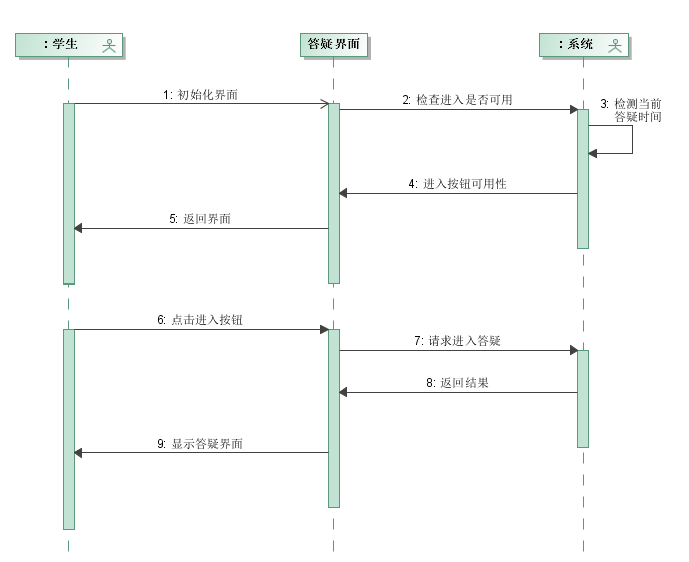 ：学生
答疑界面
：系统
1: 初始化界面
2: 检查进入是否可用
3: 检测当前
答疑时间
4: 进入按钮可用性
5: 返回界面
6: 点击进入按钮
7: 请求进入答疑
8: 返回结果
9: 显示答疑界面